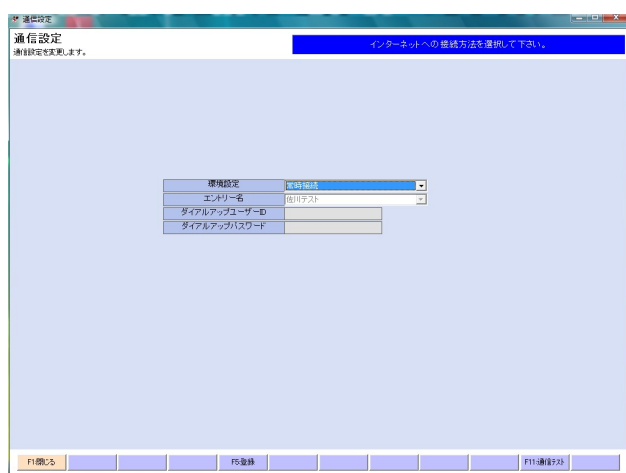 通信設定
通信設定
通信設定を変更します。
インターネットへの接続方法を選択して下さい。
環境設定
常時接続
エントリー名
佐川テスト
ダイアルアップユーザーID
ダイアルアップパスワード
F1:閉じる
F5:登録
F11:通信テスト